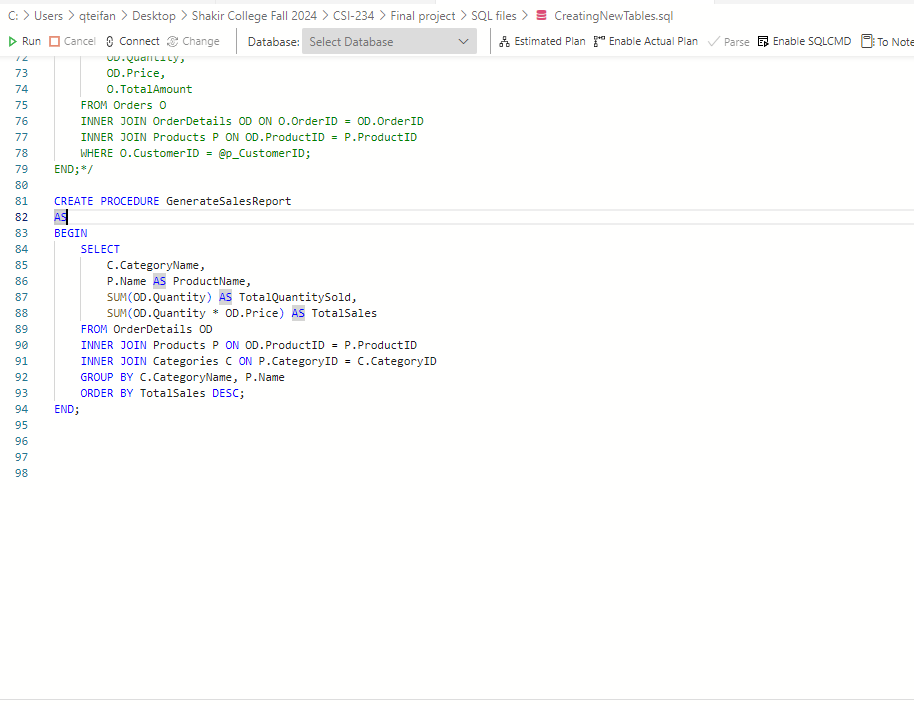 C: > Users > qteifan > Desktop > Shakir College Fall 2024 > CSI-234 > Final project > SQL files > CreatingNewTables.sql
Run Cancel Connect Change Database: Select Database Estimated Plan Enable Actual Plan Parse Enable SQLCMD To Note
72 OD.Quantity,
73 OD.Price,
74 O.TotalAmount
75 FROM Orders O
76 INNER JOIN OrderDetails OD ON O.OrderID = OD.OrderID
77 INNER JOIN Products P ON OD.ProductID = P.ProductID
78 WHERE O.CustomerID = @p_CustomerID;
79 END;*/
80
81 CREATE PROCEDURE GenerateSalesReport
82 AS
83 BEGIN
84 SELECT
85 C.CategoryName,
86 P.Name AS ProductName,
87 SUM(OD.Quantity) AS TotalQuantitySold,
88 SUM(OD.Quantity * OD.Price) AS TotalSales
89 FROM OrderDetails OD
90 INNER JOIN Products P ON OD.ProductID = P.ProductID
91 INNER JOIN Categories C ON P.CategoryID = C.CategoryID
92 GROUP BY C.CategoryName, P.Name
93 ORDER BY TotalSales DESC;
94 END;
95
96
97
98